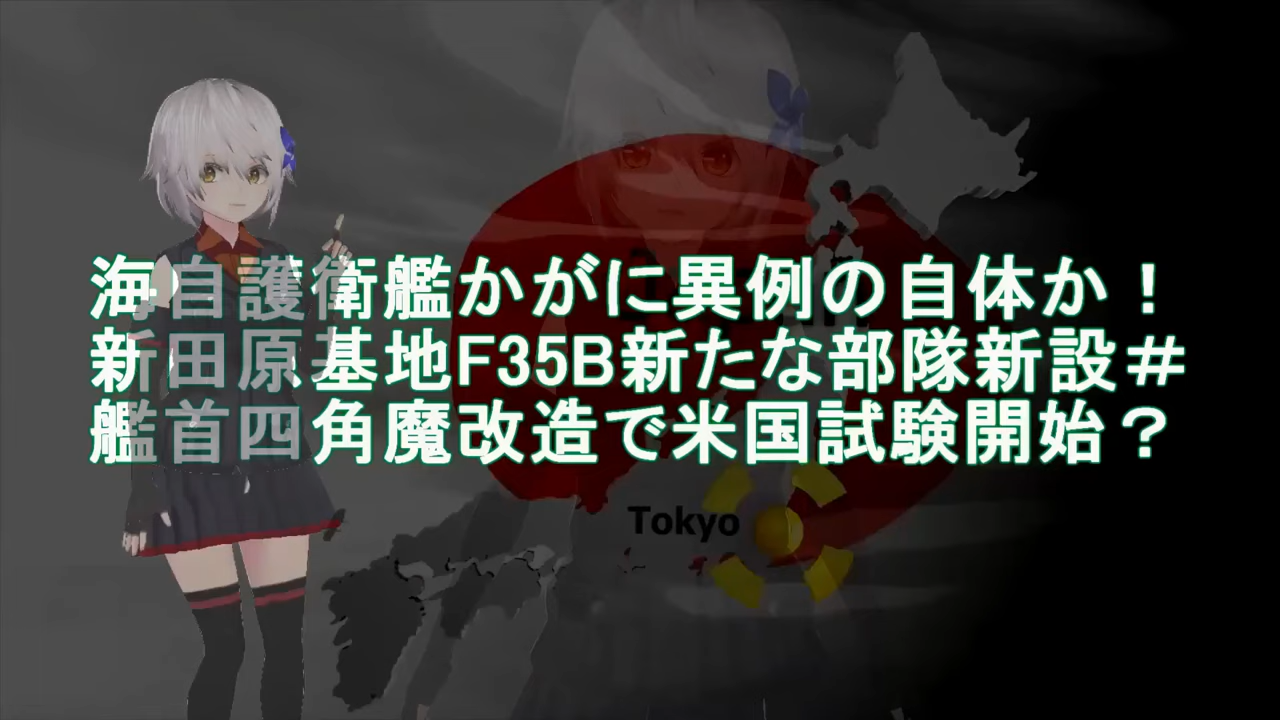 海自護衛艦かがに異例の自体か！
新田原基地F35B新たな部隊新設＃
艦首四角魔改造で米国試験開始？
Tokyo